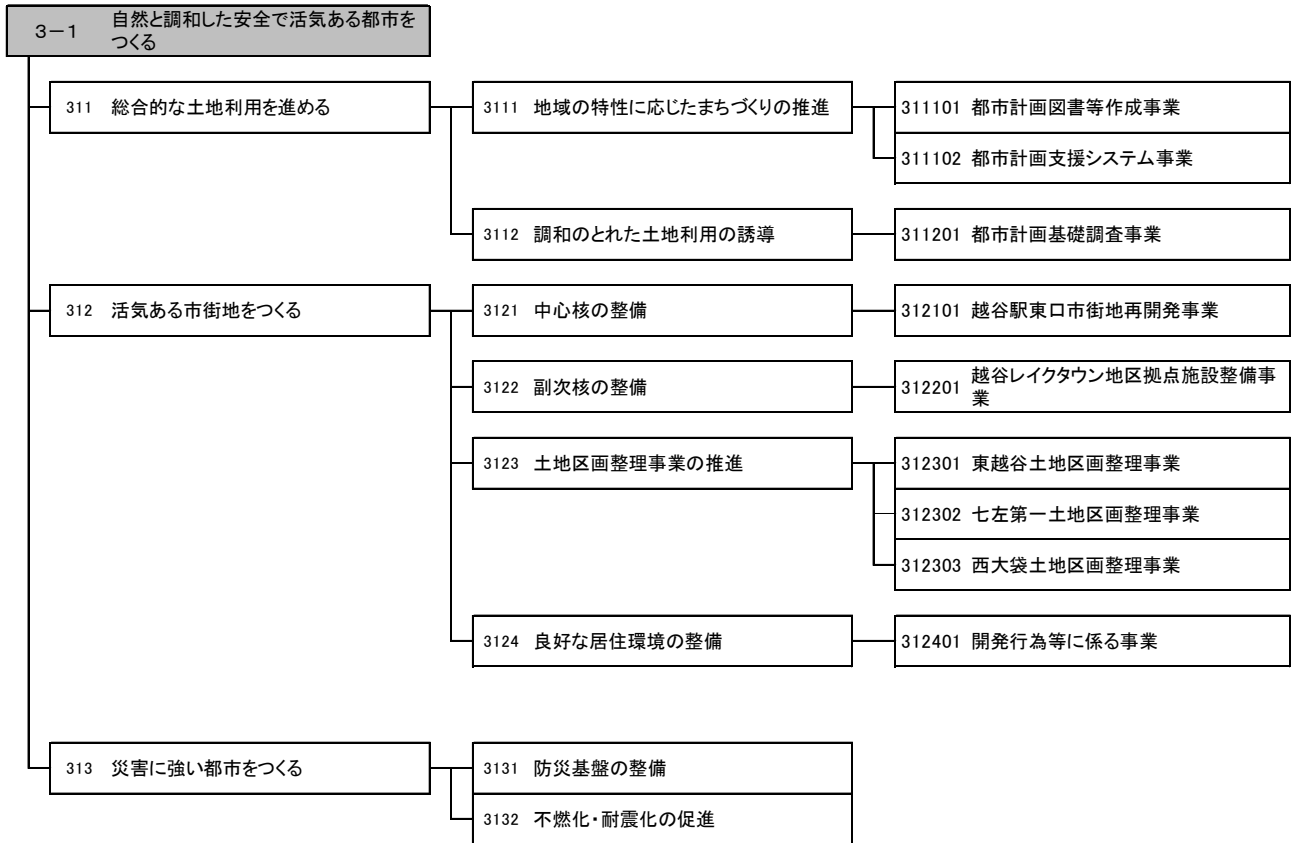 3－1 自然と調和した安全で活気ある都市を
つくる
311 総合的な土地利用を進める
3111 地域の特性に応じたまちづくりの推進
311101 都市計画図書等作成事業
311102 都市計画支援システム事業
3112 調和のとれた土地利用の誘導
311201 都市計画基礎調査事業
312 活気ある市街地をつくる
3121 中心核の整備
312101 越谷駅東口市街地再開発事業
3122 副次核の整備
312201 越谷レイクタウン地区拠点施設整備事
業
3123 土地区画整理事業の推進
312301 東越谷土地区画整理事業
312302 七左第一土地区画整理事業
312303 西大袋土地区画整理事業
3124 良好な居住環境の整備
312401 開発行為等に係る事業
313 災害に強い都市をつくる
3131 防災基盤の整備
3132 不燃化・耐震化の促進